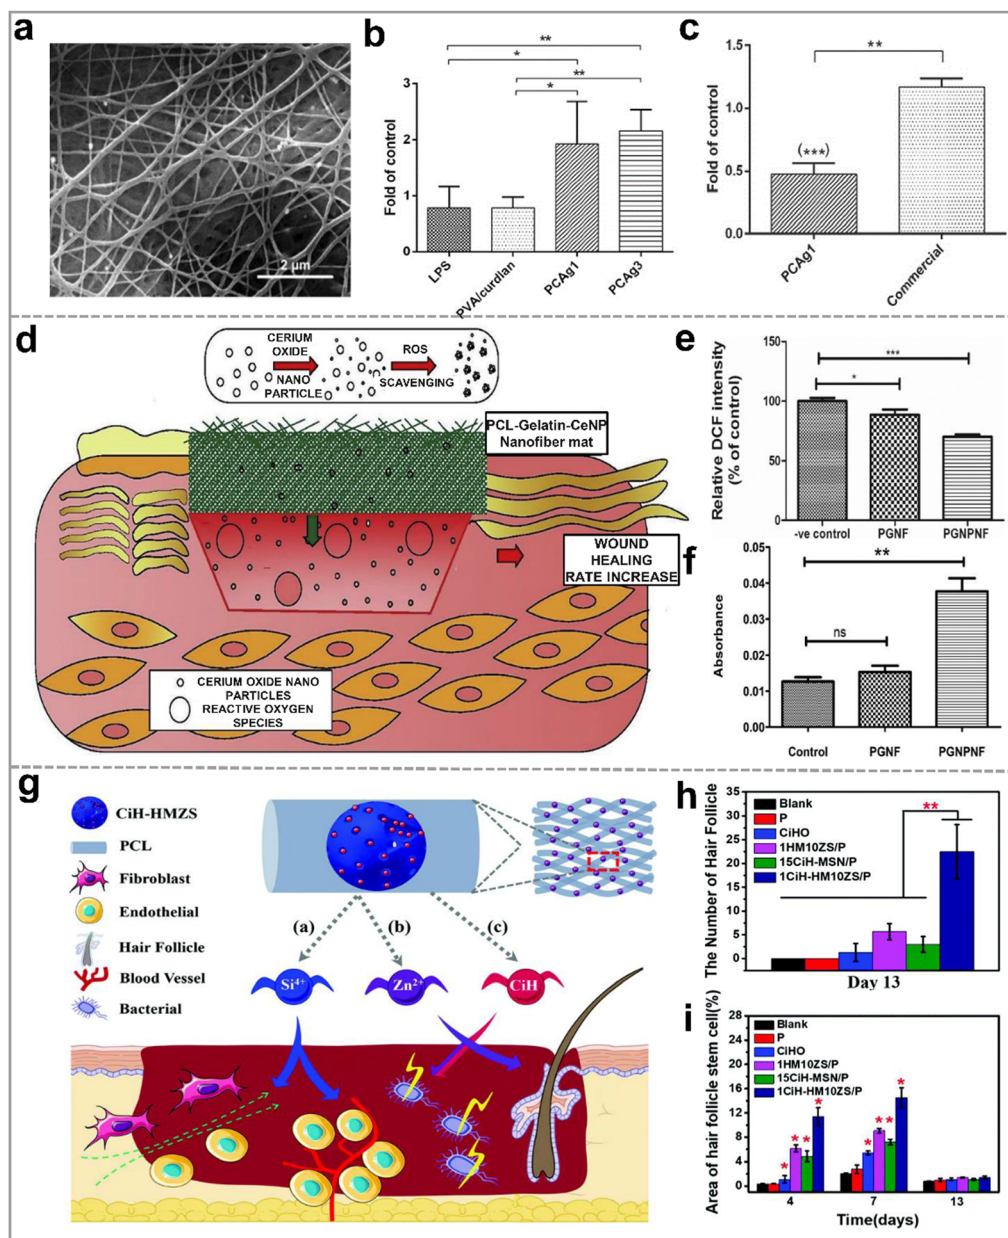 a
2 μm
b
**
*
**
*
Fold of control
3
2
1
0
LPS
PVA/curdlan
PCAg1
PCAg3
c
**
(***)
Fold of control
1.5
1.0
0.5
0.0
PCAg1
Commercial
d
CERIUM
OXIDE
NANO
PARTICLE
ROS
SCAVENGING
PCL-Gelatin-CeNP
Nanofiber mat
WOUND
HEALING
RATE INCREASE
CERIUM OXIDE NANO
PARTICLES
REACTIVE OXYGEN
SPECIES
e
***
*
Relative DCF intensity
(% of control)
150
100
50
0
-ve control
PGNF
PGNPNF
f
**
ns
Absorbance
0.05
0.04
0.03
0.02
0.01
0.00
Control
PGNF
PGNPNF
g
CiH-HMZS
PCL
Fibroblast
Endothelial
Hair Follicle
Blood Vessel
Bacterial
(a)
(b)
(c)
Si4+
Zn2+
CiH
h
The Number of Hair Follicle
35
30
25
20
15
10
5
0
Blank
P
CiHO
1HM10ZS/P
15CiH-MSN/P
1CiH-HM10ZS/P
**
Day 13
i
Area of hair follicle stem cell(%)
28
24
20
16
12
8
4
0
Blank
P
CiHO
1HM10ZS/P
15CiH-MSN/P
1CiH-HM10ZS/P
* * * *
* * * *
4
7
13
Time(days)